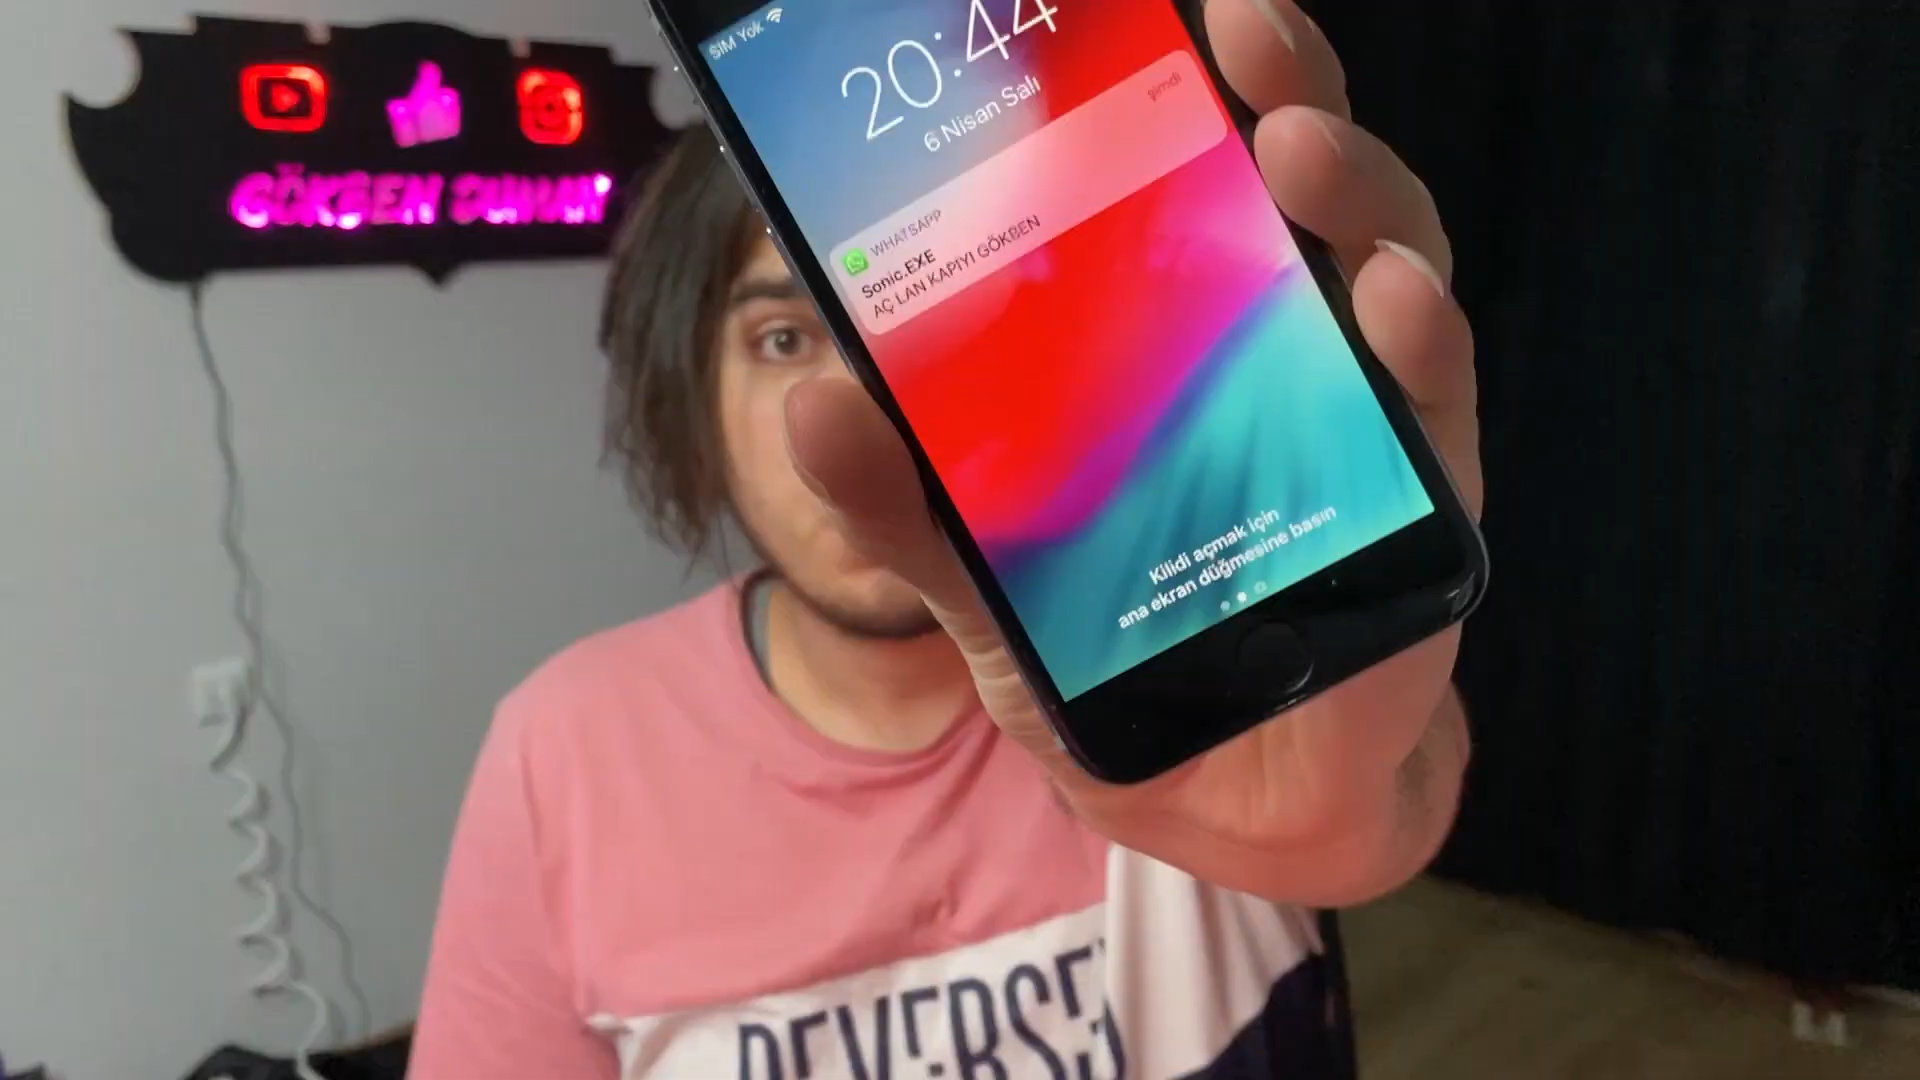 SIM Yok
20:44
6 Nisan Salı
WHATSAPP
şimdi
Sonic.EXE
AÇ LAN KAPIYI GÖKBEN
Kilidi açmak için
ana ekran düğmesine basın
GÖKBEN
REVERSE